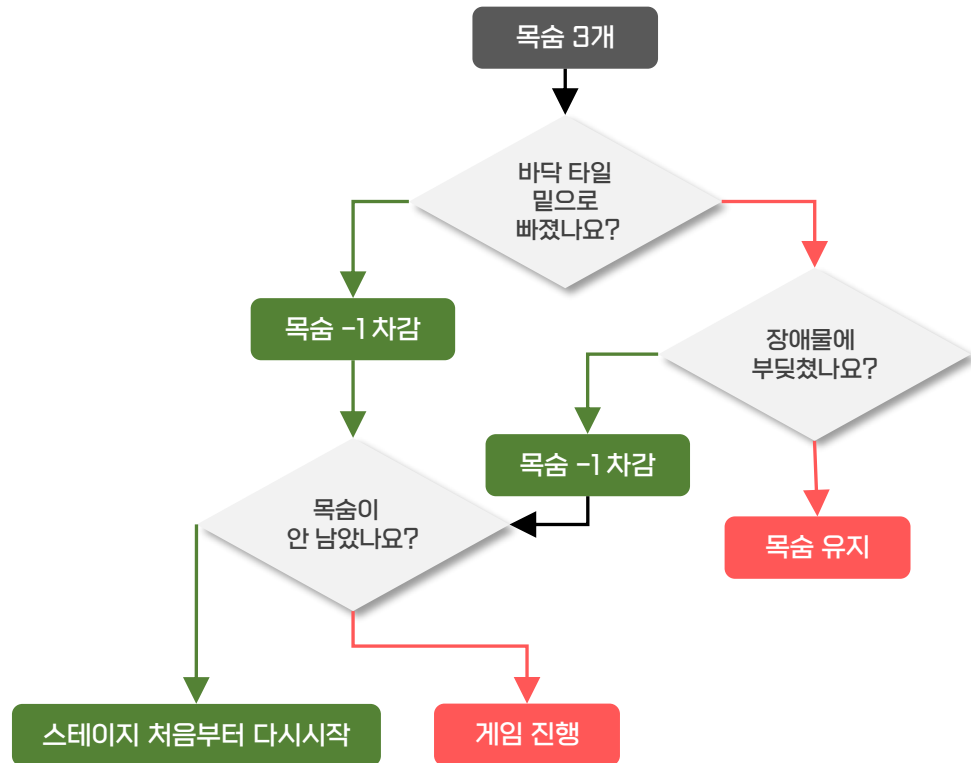 목숨 3개
바닥 타일
밑으로
빠졌나요?
목숨 -1 차감
장애물에
부딪쳤나요?
목숨 -1 차감
목숨이
안 남았나요?
목숨 유지
스테이지 처음부터 다시시작
게임 진행